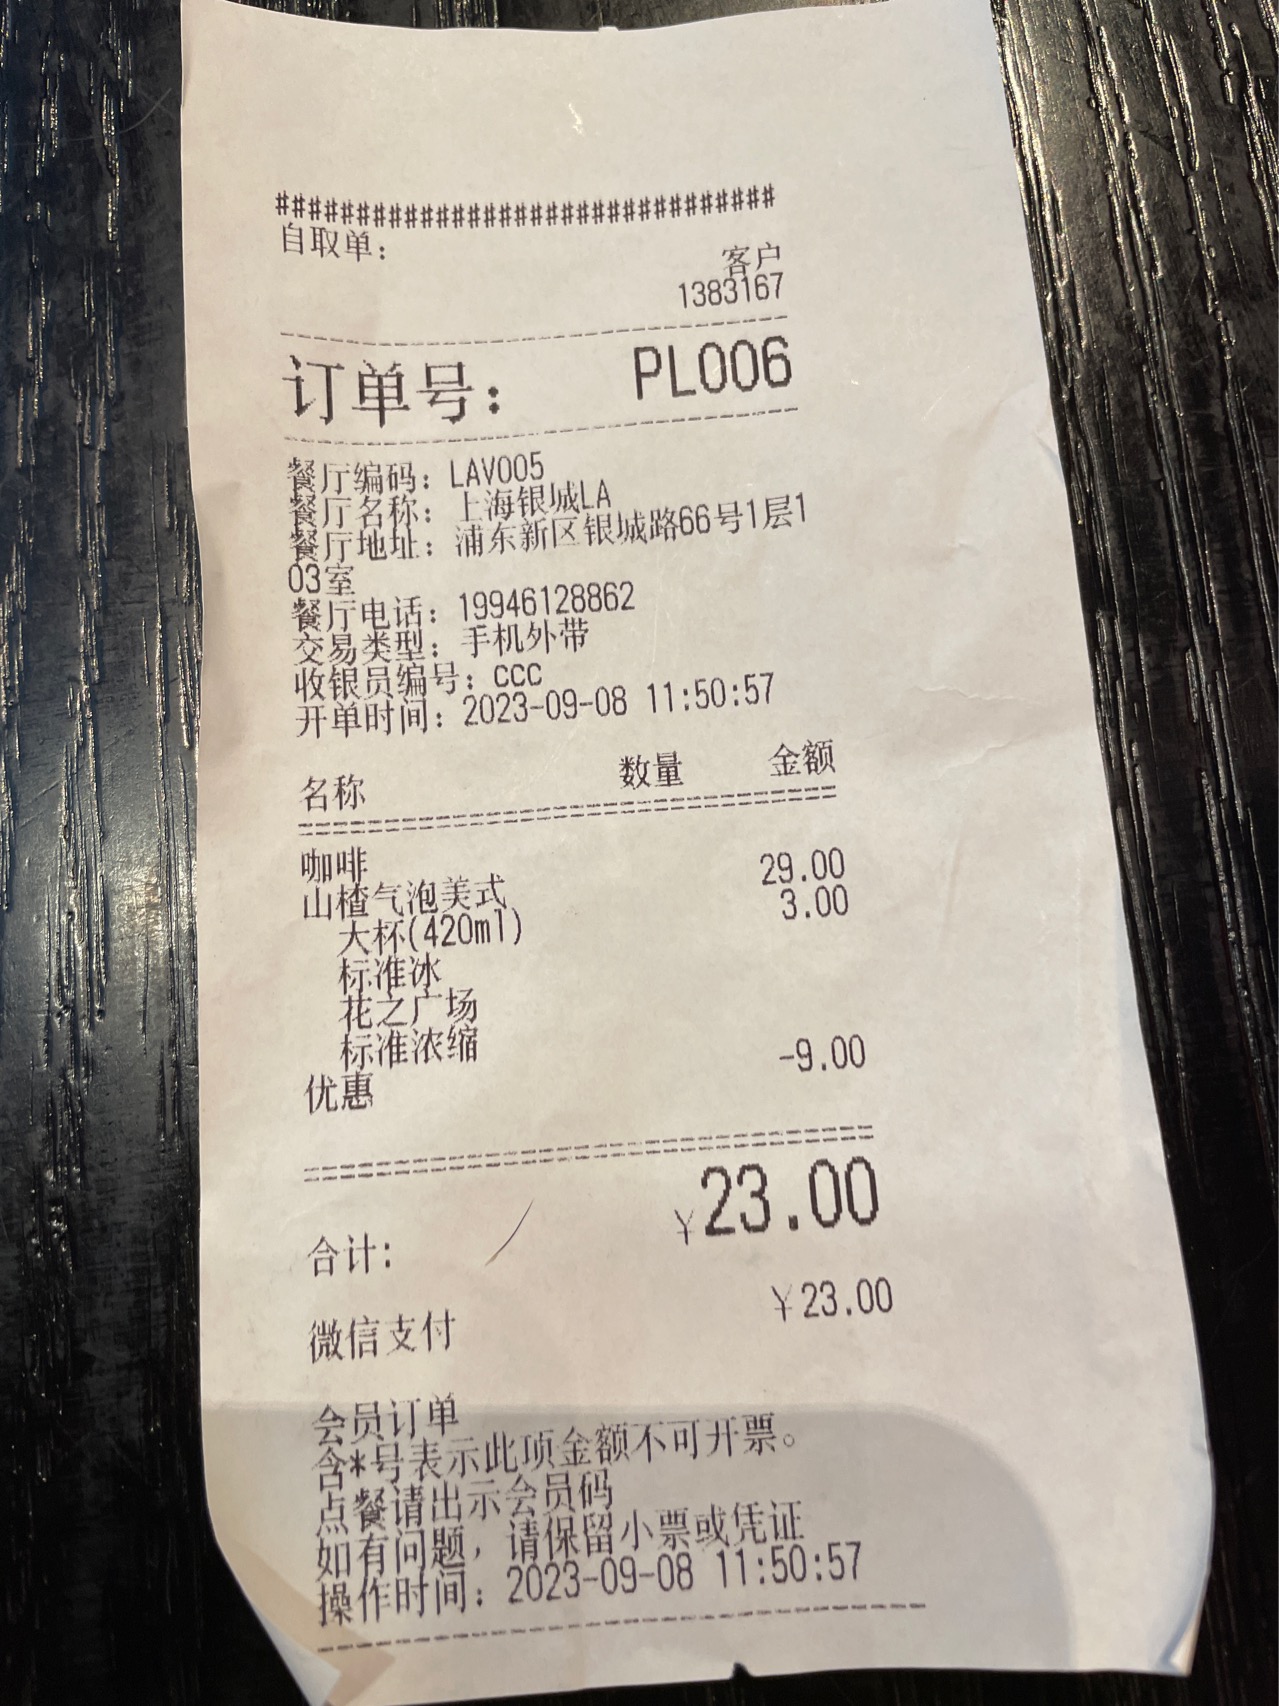 ###############################
自取单：
客户
1383167
订单号： PL006
餐厅编码：LAV005
餐厅名称：上海银城LA
餐厅地址：浦东新区银城路66号1层1
03室
餐厅电话：19946128862
交易类型：手机外带
收银员编号：CCC
开单时间：2023-09-08 11:50:57
名称 数量 金额
咖啡 29.00
山楂气泡美式 3.00
大杯(420ml)
标准冰
花之广场
标准浓缩
优惠 -9.00
合计: ¥23.00
微信支付 ¥23.00
会员订单
含*号表示此项金额不可开票。
点餐请出示会员码
如有问题，请保留小票或凭证
操作时间：2023-09-08 11:50:57